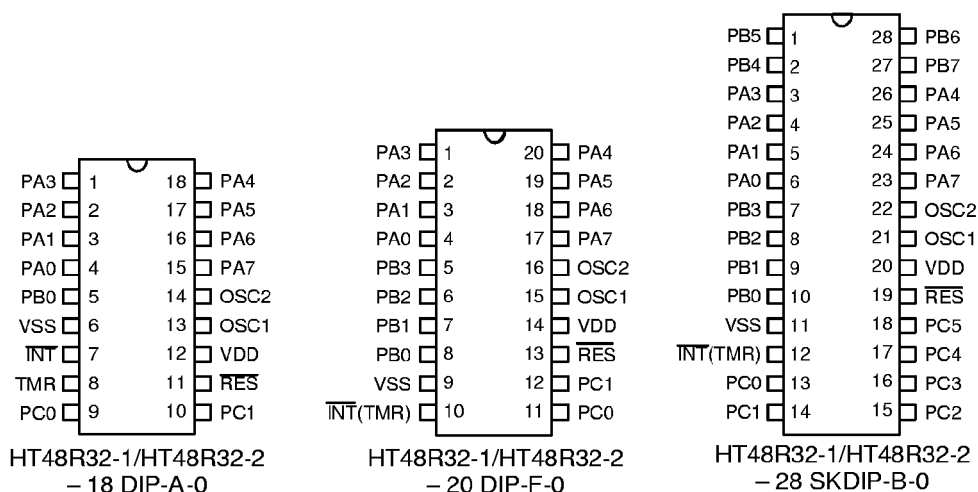 PA3 1 18 PA4
PA2 2 17 PA5
PA1 3 16 PA6
PA0 4 15 PA7
PB0 5 14 OSC2
VSS 6 13 OSC1
INT 7 12 VDD
TMR 8 11 RES
PC0 9 10 PC1
HT48R32-1/HT48R32-2
– 18 DIP-A-0
PA3 1 20 PA4
PA2 2 19 PA5
PA1 3 18 PA6
PA0 4 17 PA7
PB3 5 16 OSC2
PB2 6 15 OSC1
PB1 7 14 VDD
PB0 8 13 RES
VSS 9 12 PC1
INT(TMR) 10 11 PC0
HT48R32-1/HT48R32-2
– 20 DIP-F-0
PB5 1 28 PB6
PB4 2 27 PB7
PA3 3 26 PA4
PA2 4 25 PA5
PA1 5 24 PA6
PA0 6 23 PA7
PB3 7 22 OSC2
PB2 8 21 OSC1
PB1 9 20 VDD
PB0 10 19 RES
VSS 11 18 PC5
INT(TMR) 12 17 PC4
PC0 13 16 PC3
PC1 14 15 PC2
HT48R32-1/HT48R32-2
– 28 SKDIP-B-0